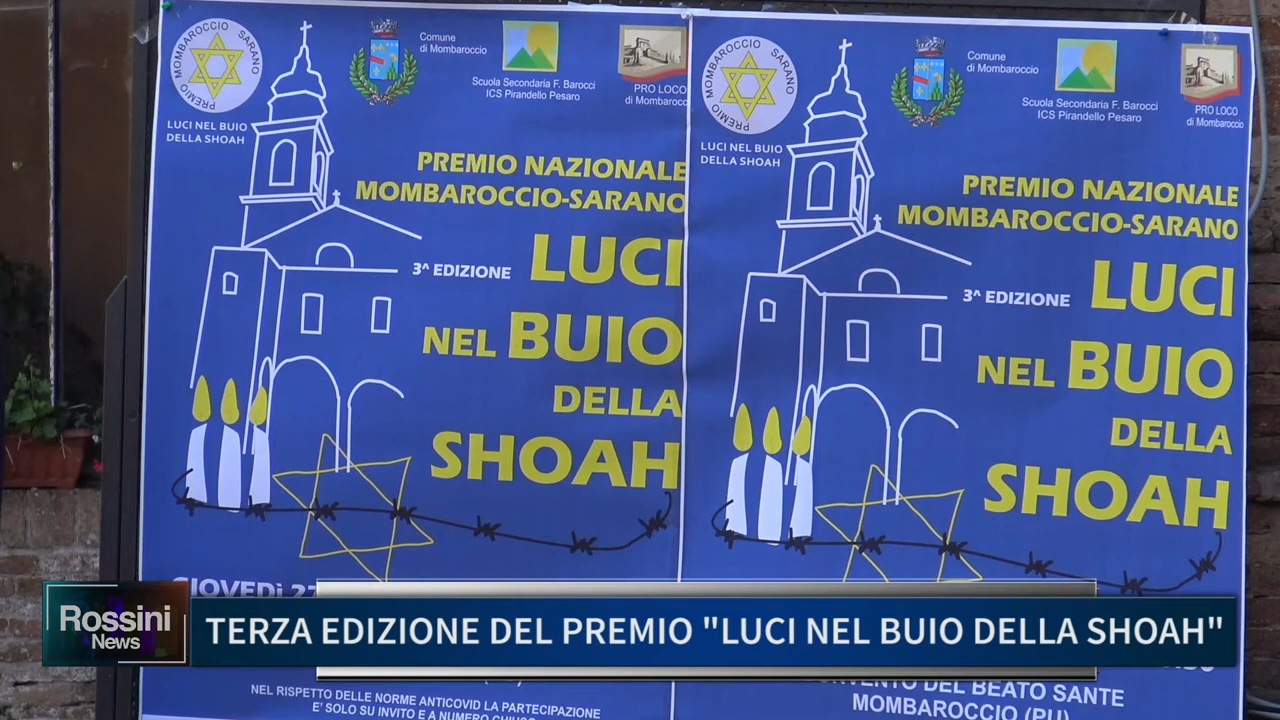 MOMBAROCCIO SARANO
PREMIO
LUCI NEL BUIO
DELLA SHOAH
Comune
di Mombaroccio
Scuola Secondaria F. Barocci
ICS Pirandello Pesaro
PRO LOCO
di Mombarocc
PREMIO NAZIONALE
MOMBAROCCIO-SARANO
3^ EDIZIONE
LUCI
NEL BUIO
DELLA
SHOAH
GIOVEDì 27
NEL RISPETTO DELLE NORME ANTICOVID LA PARTECIPAZIONE
E' SOLO SU INVITO E A NUMERO CHIUSO
MOMBAROCCIO SARANO
PREMIO
LUCI NEL BUIO
DELLA SHOAH
Comune
di Mombaroccio
Scuola Secondaria F. Barocci
ICS Pirandello Pesaro
PRO LOCO
di Mombaroccio
PREMIO NAZIONALE
MOMBAROCCIO-SARANO
3^ EDIZIONE
LUCI
NEL BUIO
DELLA
SHOAH
DEL BEATO SANTE
MOMBAROCCIO (PU)
Rossini
News
TERZA EDIZIONE DEL PREMIO "LUCI NEL BUIO DELLA SHOAH"